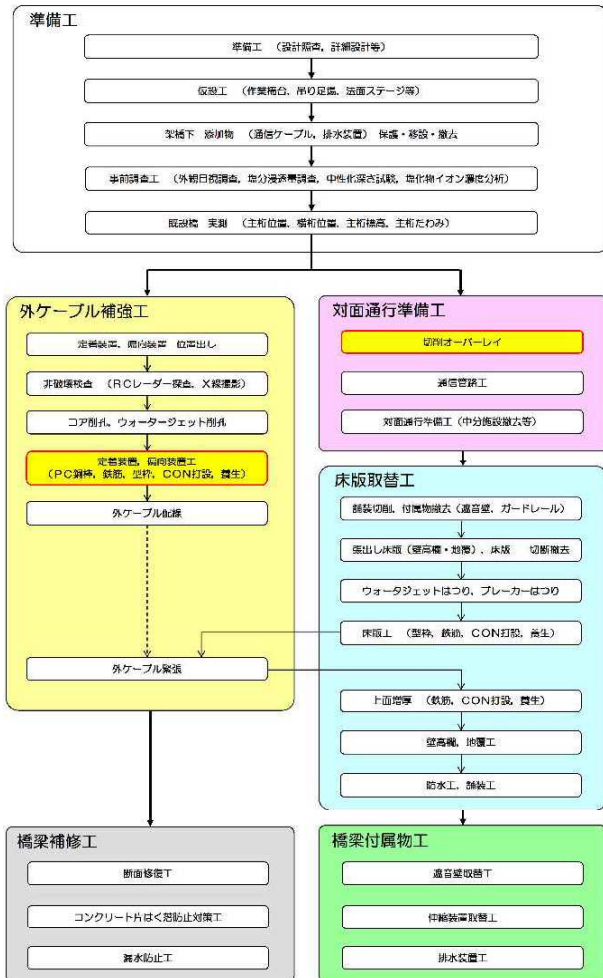 準備工
準備工　（設計照査，詳細設計等）
仮設工　（作業構台、吊り足場、法面ステージ等）
架橋下　添加物　（通信ケーブル，排水装置）　保護・移設・撤去
事前調査工　（外観目視調査，塩分浸透量調査，中性化深さ試験，塩化物イオン濃度分析）
既設橋　実測　（主桁位置、横桁位置、主桁標高、主桁たわみ）
外ケーブル補強工
定着装置、偏向装置　位置出し
非破壊検査　（ＲＣレーダー探査、Ｘ線撮影）
コア削孔、ウォータージェット削孔
定着装置，偏向装置工
（ＰＣ鋼棒，鉄筋，型枠，ＣＯＮ打設，養生）
外ケーブル配線
外ケーブル緊張
対面通行準備工
切削オーバーレイ
通信管路工
対面通行準備工（中分施設撤去等）
床版取替工
舗装切削、付属物撤去（遮音壁、ガードレール）
張出し床版（壁高欄・地覆）、床版　切断撤去
ウォータジェットはつり、ブレーカーはつり
床版工　（型枠，鉄筋，ＣＯＮ打設，養生）
上面増厚　（鉄筋，ＣＯＮ打設，養生）
壁高欄，地覆工
防水工、舗装工
橋梁補修工
断面修復工
コンクリート片はく落防止対策工
漏水防止工
橋梁付属物工
遮音壁取替工
伸縮装置取替工
排水装置工